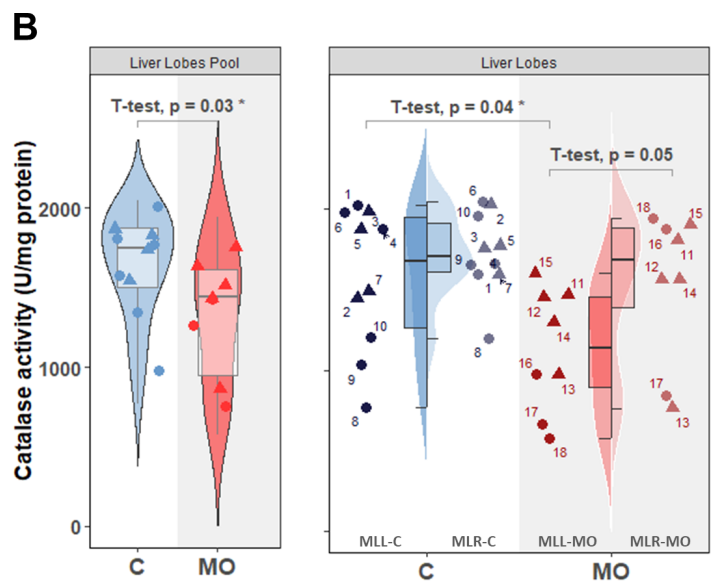 B
Liver Lobes Pool
Liver Lobes
T-test, p = 0.03 *
T-test, p = 0.04 *
T-test, p = 0.05
Catalase activity (U/mg protein)
2000
1000
0
1
3
6
5
4
7
2
10
9
8
6
10
2
3
5
9
4
1
7
8
15
11
12
14
16
13
17
18
18
15
16
11
12
14
17
13
MLL-C
MLR-C
MLL-MO
MLR-MO
C
MO
C
MO